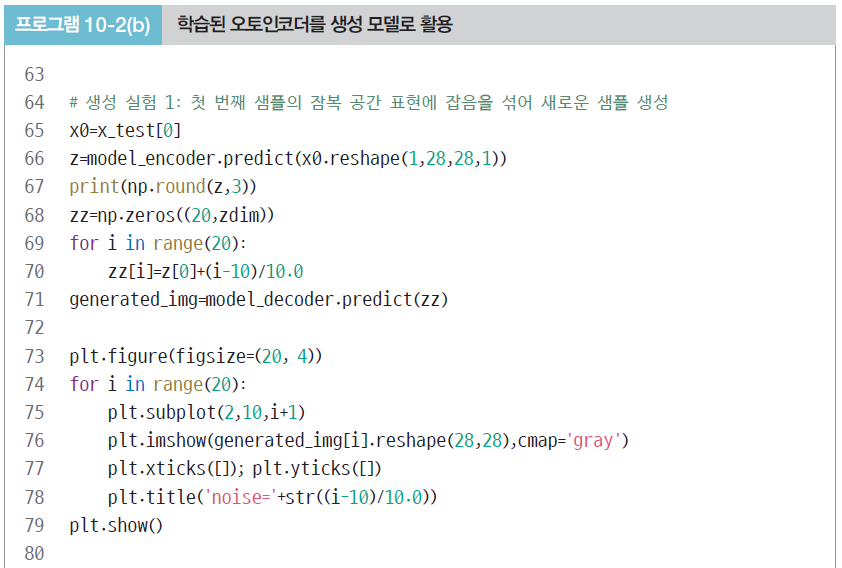 프로그램 10-2(b) 학습된 오토인코더를 생성 모델로 활용
63
64 # 생성 실험 1: 첫 번째 샘플의 잠복 공간 표현에 잡음을 섞어 새로운 샘플 생성
65 x0=x_test[0]
66 z=model_encoder.predict(x0.reshape(1,28,28,1))
67 print(np.round(z,3))
68 zz=np.zeros((20,zdim))
69 for i in range(20):
70     zz[i]=z[0]+(i-10)/10.0
71 generated_img=model_decoder.predict(zz)
72
73 plt.figure(figsize=(20, 4))
74 for i in range(20):
75     plt.subplot(2,10,i+1)
76     plt.imshow(generated_img[i].reshape(28,28),cmap='gray')
77     plt.xticks([]); plt.yticks([])
78     plt.title('noise='+str((i-10)/10.0))
79 plt.show()
80